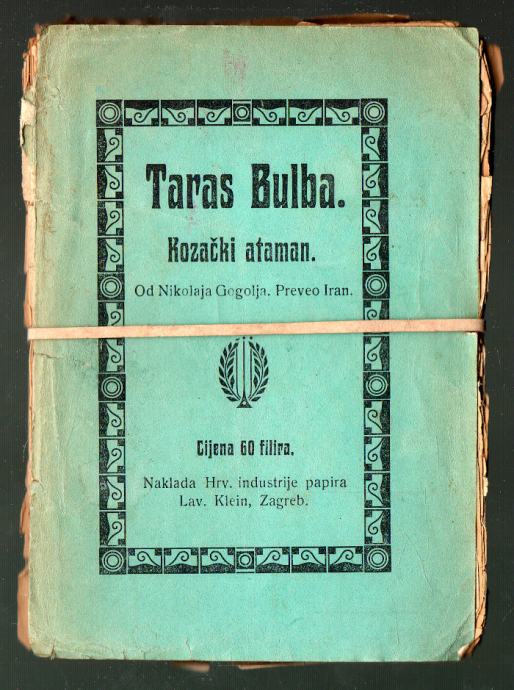 Taras Bulba.
Kozački ataman.
Od Nikolaja Gogolja. Preveo Iran.
Cijena 60 filira.
Naklada Hrv. industrije papira
Lav. Klein, Zagreb.